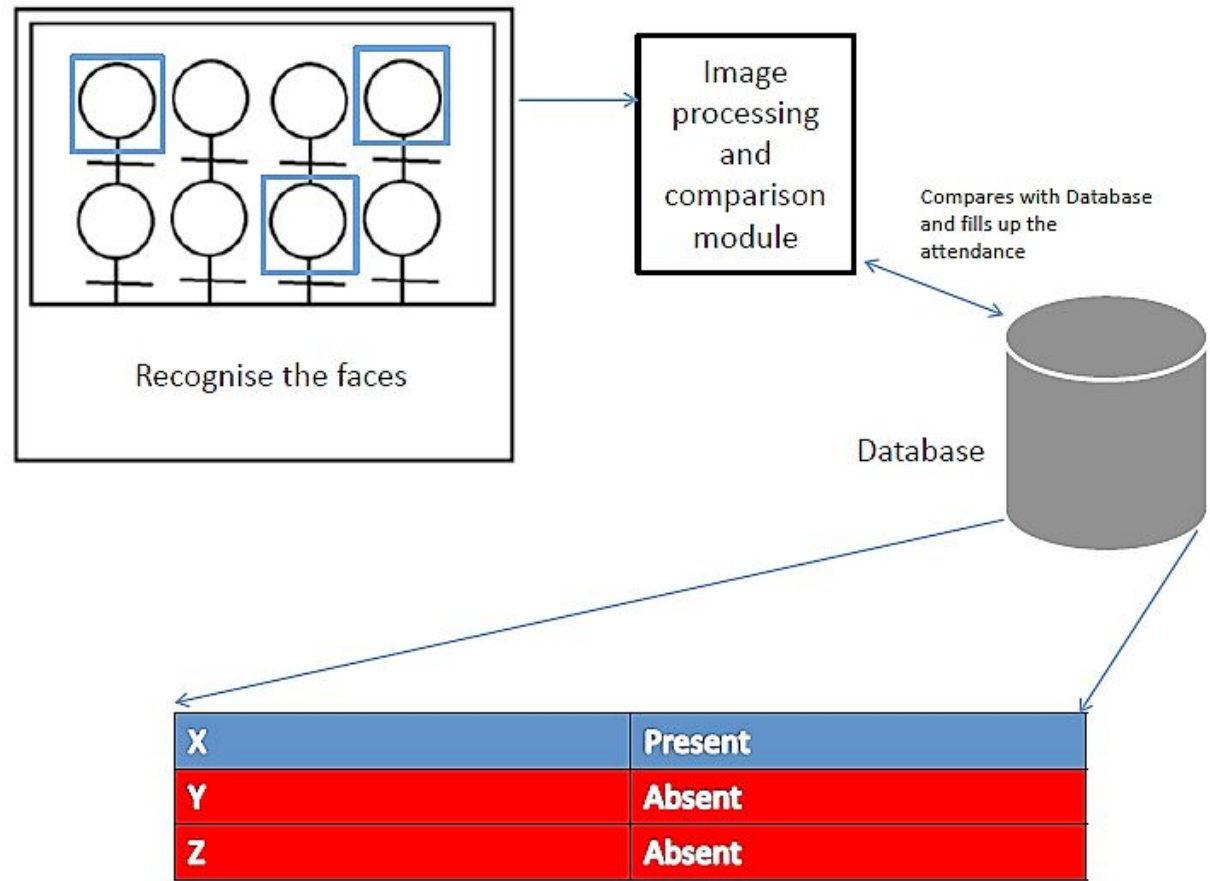 Recognise the faces
Image
processing
and
comparison
module
Compares with Database
and fills up the
attendance
Database
X Present
Y Absent
Z Absent